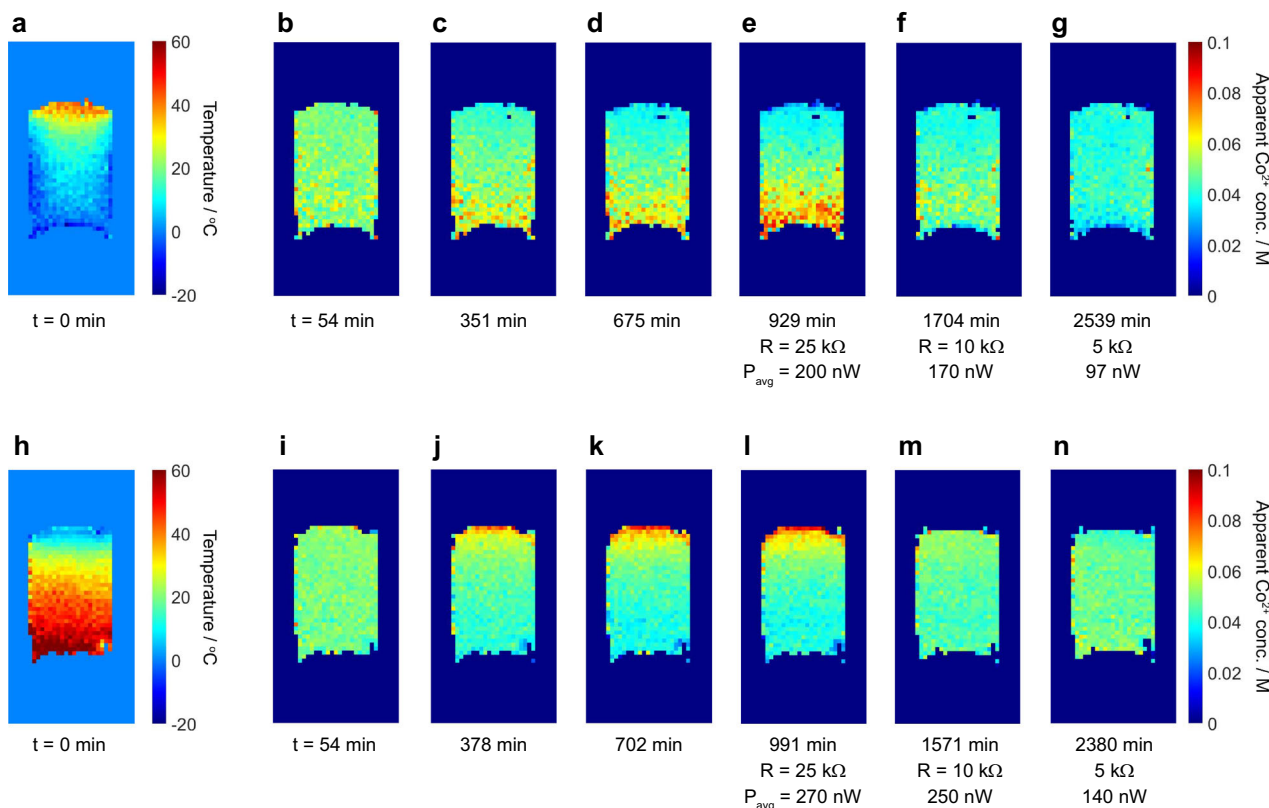 a
b
c
d
e
f
g
60
40
20
0
-20
Temperature / °C
0.1
0.08
0.06
0.04
0.02
0
Apparent Co²⁺ conc. / M
t = 0 min
t = 54 min
351 min
675 min
929 min
R = 25 kΩ
Pavg = 200 nW
1704 min
R = 10 kΩ
170 nW
2539 min
5 kΩ
97 nW
h
i
j
k
l
m
n
60
40
20
0
-20
Temperature / °C
0.1
0.08
0.06
0.04
0.02
0
Apparent Co²⁺ conc. / M
t = 0 min
t = 54 min
378 min
702 min
991 min
R = 25 kΩ
Pavg = 270 nW
1571 min
R = 10 kΩ
250 nW
2380 min
5 kΩ
140 nW